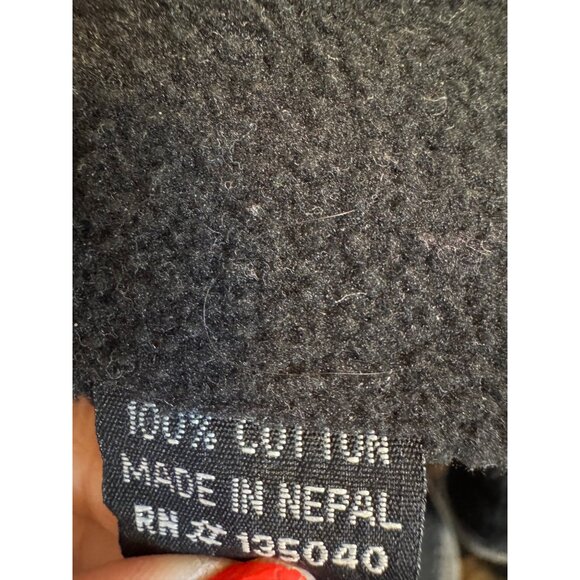 100% COTTON
MADE IN NEPAL
RN ☆ 135040